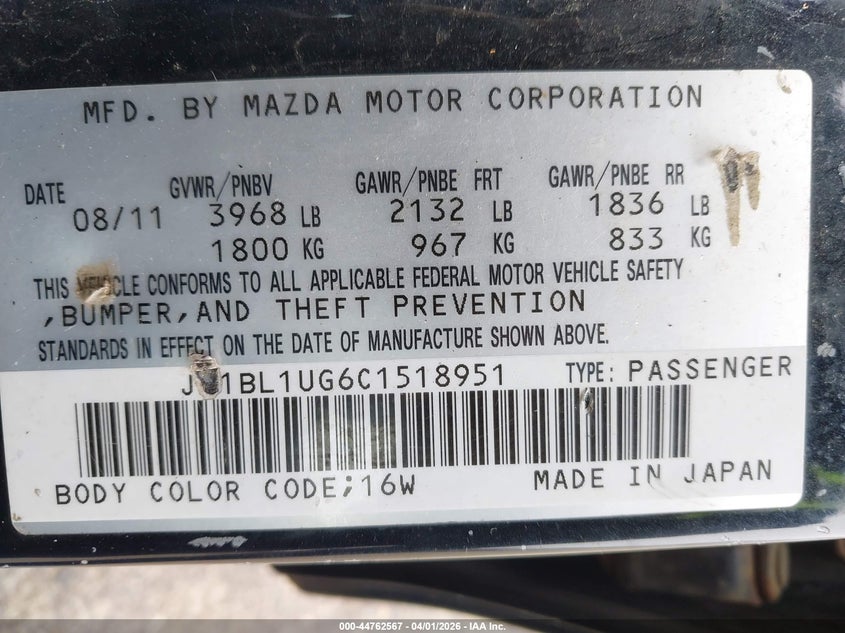 MFD. BY MAZDA MOTOR CORPORATION
DATE GVWR/PNBV GAWR/PNBE FRT GAWR/PNBE RR
08/11 3968 LB 2132 LB 1836 LB
1800 KG 967 KG 833 KG
THIS VEHICLE CONFORMS TO ALL APPLICABLE FEDERAL MOTOR VEHICLE SAFETY
,BUMPER,AND THEFT PREVENTION
STANDARDS IN EFFECT ON THE DATE OF MANUFACTURE SHOWN ABOVE.
JM1BL1UG6C1518951 TYPE: PASSENGER
BODY COLOR CODE;16W MADE IN JAPAN
000-44762567 - 04/01/2026 - IAA Inc.